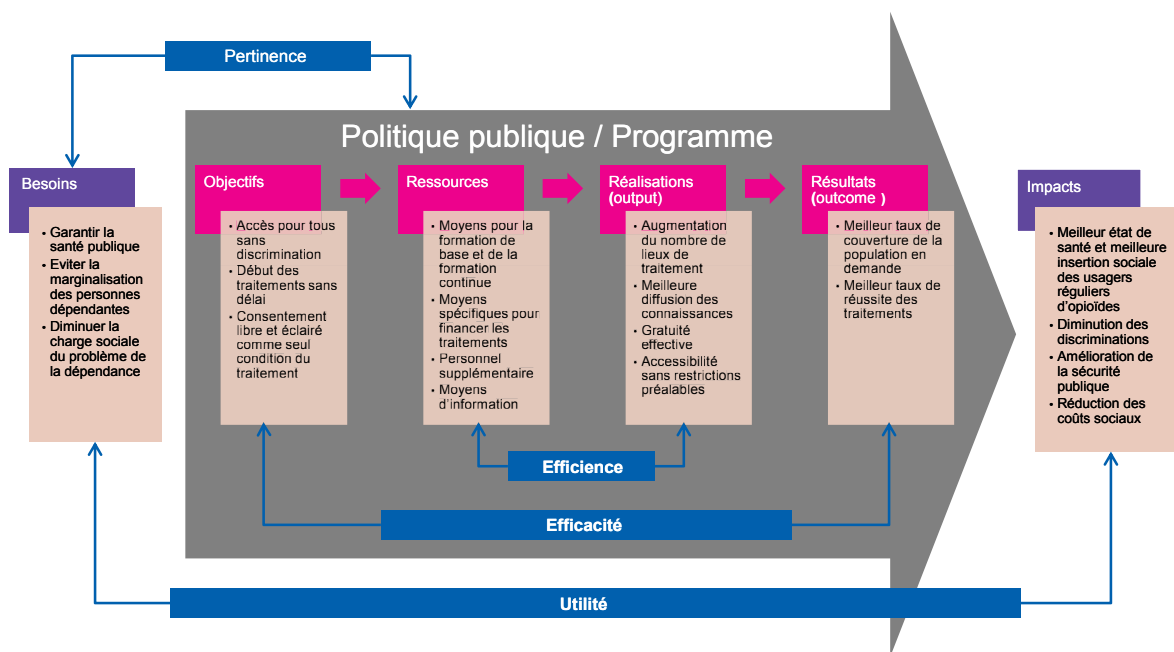 Pertinence
Politique publique / Programme
Besoins
• Garantir la
santé publique
• Eviter la
marginalisation
des personnes
dépendantes
• Diminuer la
charge sociale
du problème de
la dépendance
Objectifs
• Accès pour tous
sans
discrimination
• Début des
traitements sans
délai
• Consentement
libre et éclairé
comme seul
condition du
traitement
Ressources
• Moyens pour la
formation de
base et de la
formation
continue
• Moyens
spécifiques pour
financer les
traitements
• Personnel
supplémentaire
• Moyens
d'information
Réalisations
(output)
• Augmentation
du nombre de
lieux de
traitement
• Meilleure
diffusion des
connaissances
• Gratuité
effective
• Accessibilité
sans restrictions
préalables
Résultats
(outcome )
• Meilleur taux de
couverture de la
population en
demande
• Meilleur taux de
réussite des
traitements
Impacts
• Meilleur état de
santé et meilleure
insertion sociale
des usagers
réguliers
d'opioïdes
• Diminution des
discriminations
• Amélioration de
la sécurité
publique
• Réduction des
coûts sociaux
Efficience
Efficacité
Utilité